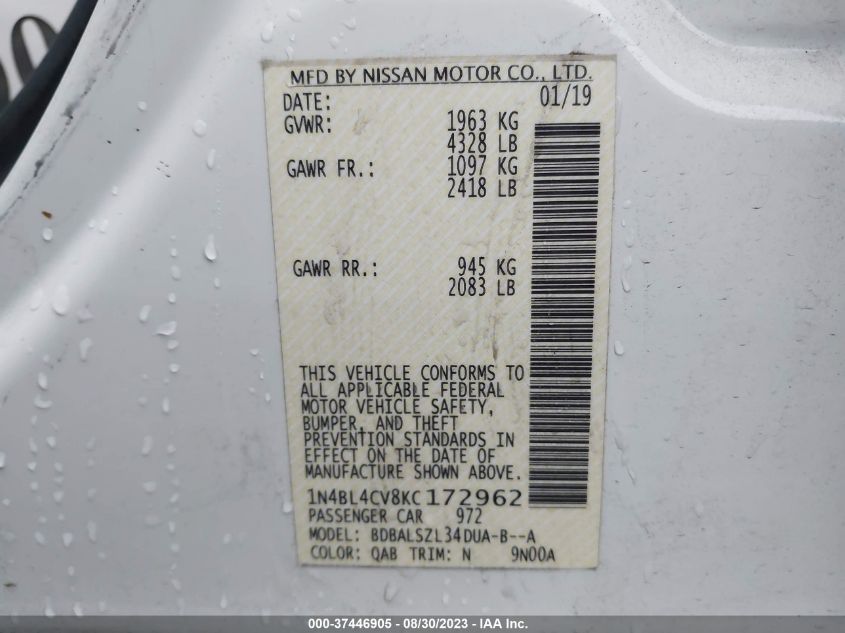 MFD BY NISSAN MOTOR CO., LTD.
DATE: 01/19
GVWR: 1963 KG
4328 LB
GAWR FR.: 1097 KG
2418 LB
GAWR RR.: 945 KG
2083 LB
THIS VEHICLE CONFORMS TO
ALL APPLICABLE FEDERAL
MOTOR VEHICLE SAFETY,
BUMPER, AND THEFT
PREVENTION STANDARDS IN
EFFECT ON THE DATE OF
MANUFACTURE SHOWN ABOVE.
1N4BL4CV8KC172962
PASSENGER CAR 972
MODEL: BDBALSZL34DUA-B--A
COLOR: QAB TRIM: N 9N00A
000-37446905 - 08/30/2023 - IAA Inc.